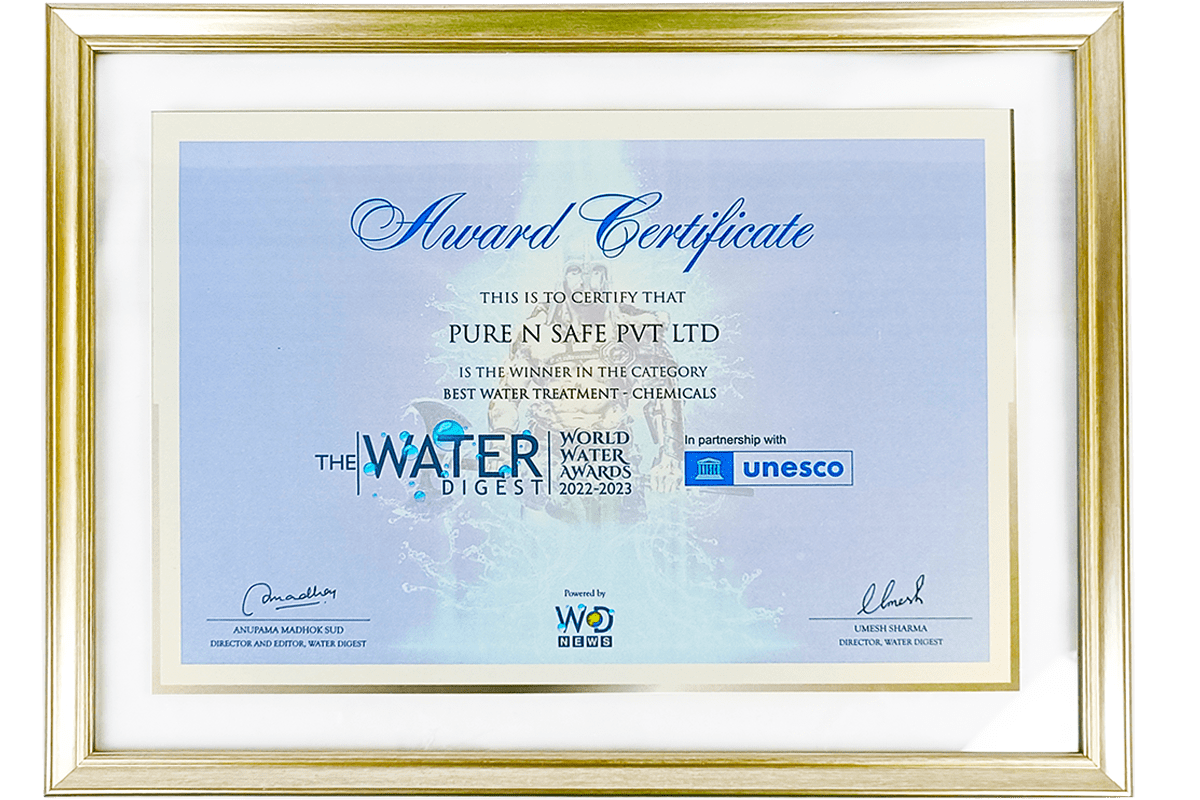 Award Certificate
THIS IS TO CERTIFY THAT
PURE N SAFE PVT LTD
IS THE WINNER IN THE CATEGORY
BEST WATER TREATMENT - CHEMICALS
THE WATER DIGEST
WORLD
WATER
AWARDS
2022-2023
In partnership with
unesco
Anmadhay
ANUPAMA MADHOK SUD
DIRECTOR AND EDITOR, WATER DIGEST
Powered by
WD
NEWS
Umesh
UMESH SHARMA
DIRECTOR, WATER DIGEST